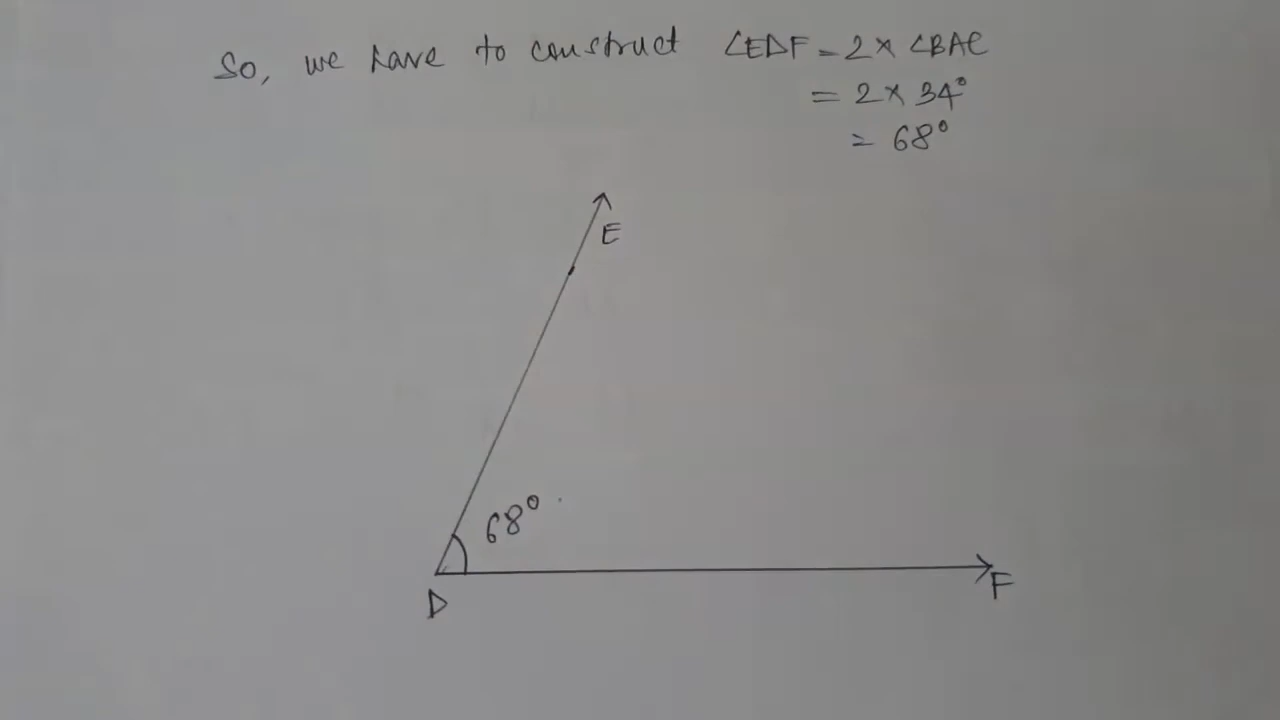 So, we have to construct ∠EDF = 2 × ∠BAC
= 2 × 34°
= 68°
E
68°
D
F